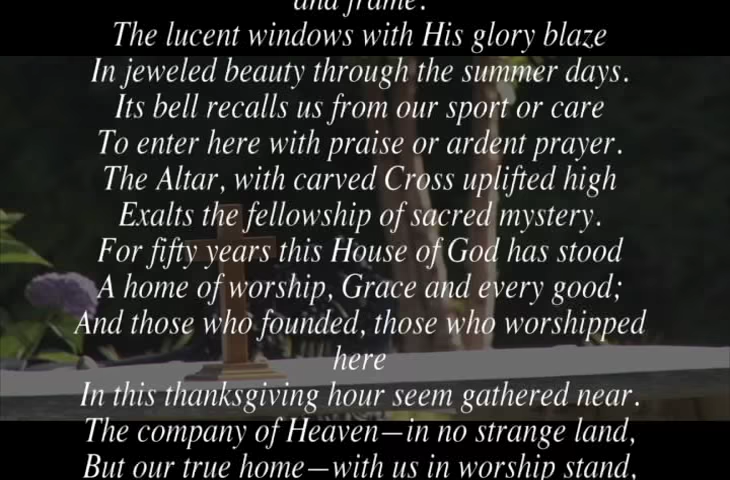 and frame.
The lucent windows with His glory blaze
In jeweled beauty through the summer days.
Its bell recalls us from our sport or care
To enter here with praise or ardent prayer.
The Altar, with carved Cross uplifted high
Exalts the fellowship of sacred mystery.
For fifty years this House of God has stood
A home of worship, Grace and every good;
And those who founded, those who worshipped
here
In this thanksgiving hour seem gathered near.
The company of Heaven—in no strange land,
But our true home—with us in worship stand,